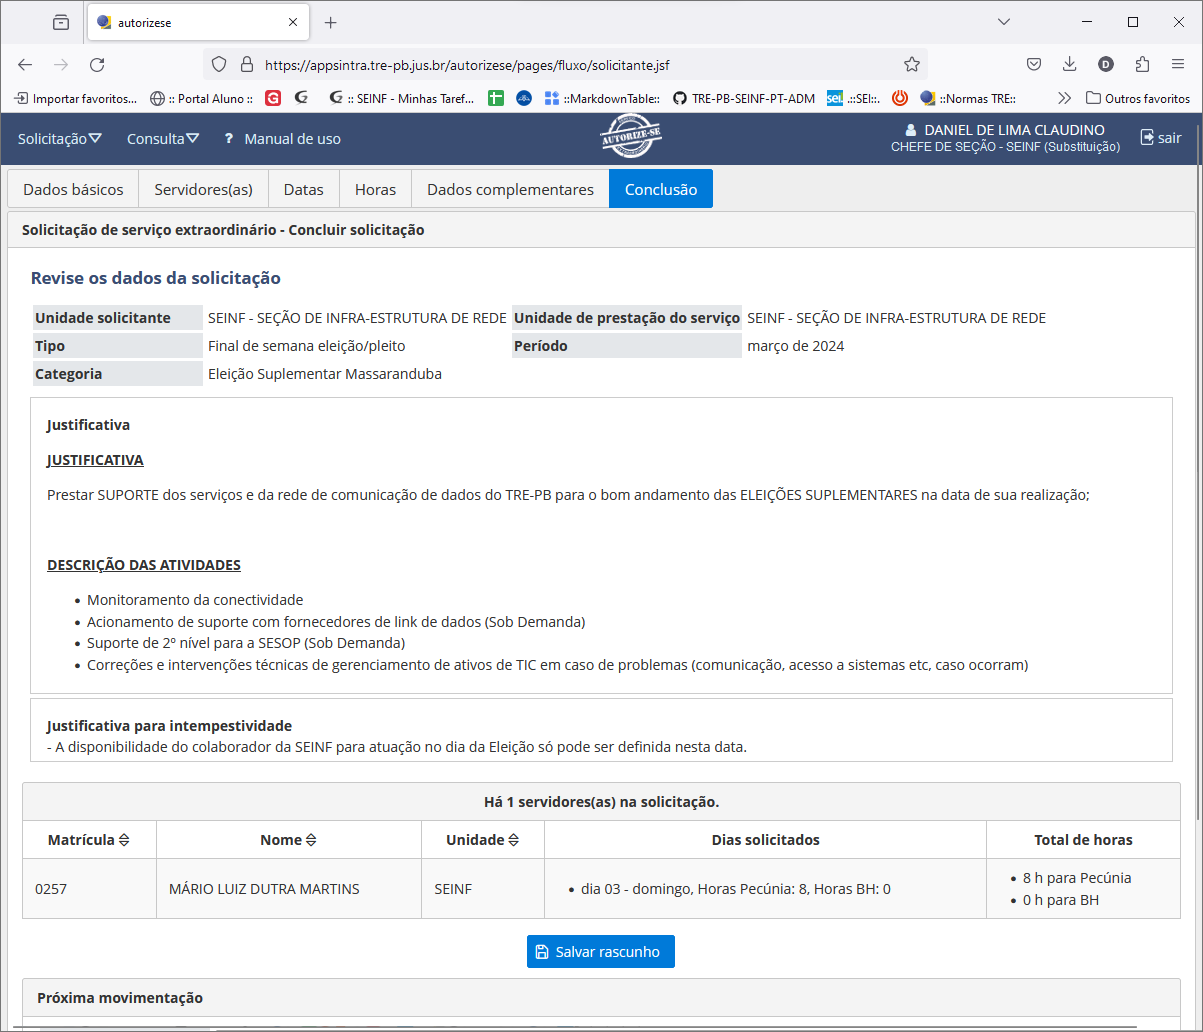 autorizese
https://appsintra.tre-pb.jus.br/autorizese/pages/fluxo/solicitante.jsf
D
Importar favoritos...
:: Portal Aluno ::
:: SEINF - Minhas Taref...
::MarkdownTable::
TRE-PB-SEINF-PT-ADM
sei.
.::SEI::.
::Normas TRE::
Outros favoritos
Solicitação
Consulta
? Manual de uso
AUTORIZE-SE
DANIEL DE LIMA CLAUDINO
CHEFE DE SEÇÃO - SEINF (Substituição)
sair
Dados básicos
Servidores(as)
Datas
Horas
Dados complementares
Conclusão
Solicitação de serviço extraordinário - Concluir solicitação
Revise os dados da solicitação
Unidade solicitante SEINF - SEÇÃO DE INFRA-ESTRUTURA DE REDE Unidade de prestação do serviço SEINF - SEÇÃO DE INFRA-ESTRUTURA DE REDE
Tipo Final de semana eleição/pleito Período março de 2024
Categoria Eleição Suplementar Massaranduba
Justificativa
JUSTIFICATIVA
Prestar SUPORTE dos serviços e da rede de comunicação de dados do TRE-PB para o bom andamento das ELEIÇÕES SUPLEMENTARES na data de sua realização;
DESCRIÇÃO DAS ATIVIDADES
• Monitoramento da conectividade
• Acionamento de suporte com fornecedores de link de dados (Sob Demanda)
• Suporte de 2º nível para a SESOP (Sob Demanda)
• Correções e intervenções técnicas de gerenciamento de ativos de TIC em caso de problemas (comunicação, acesso a sistemas etc, caso ocorram)
Justificativa para intempestividade
- A disponibilidade do colaborador da SEINF para atuação no dia da Eleição só pode ser definida nesta data.
Há 1 servidores(as) na solicitação.
Matrícula Nome Unidade Dias solicitados Total de horas
0257 MÁRIO LUIZ DUTRA MARTINS SEINF • dia 03 - domingo, Horas Pecúnia: 8, Horas BH: 0
• 8 h para Pecúnia
• 0 h para BH
Salvar rascunho
Próxima movimentação